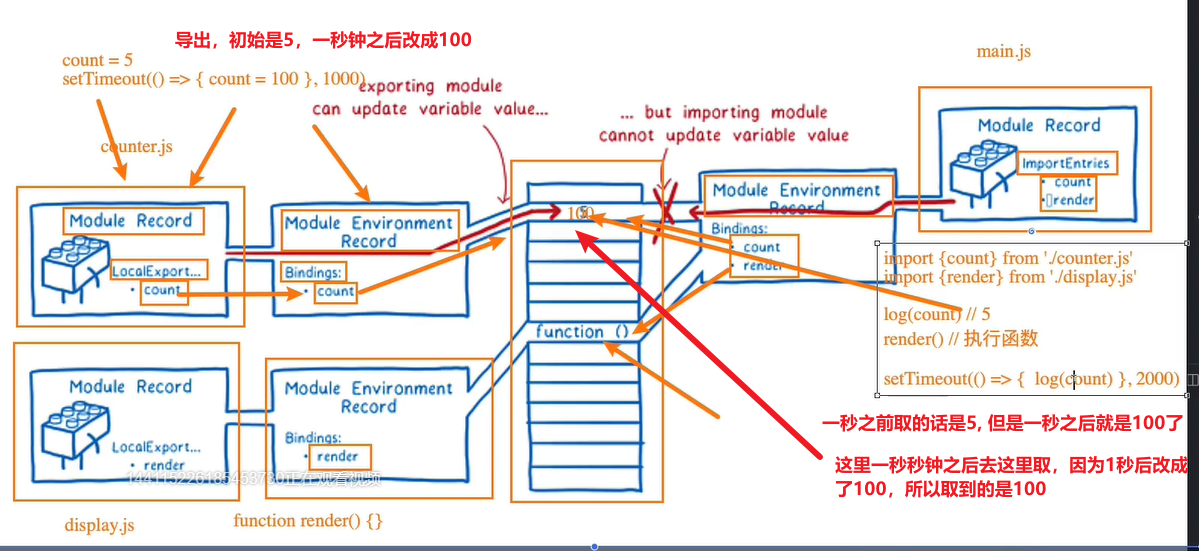 导出，初始是5，一秒钟之后改成100
count = 5
setTimeout(() => { count = 100 }, 1000)
exporting module
can update variable value...
... but importing module
cannot update variable value
main.js
counter.js
Module Record
LocalExport...
• count
Module Environment
Record
Bindings:
• count
100
function ()
Module Environment
Record
Bindings:
• count
• render
Module Record
ImportEntries
• count
• render
import {count} from './counter.js'
import {render} from './display.js'
log(count) // 5
render() // 执行函数
setTimeout(() => { log(count) }, 2000)
一秒之前取的话是5, 但是一秒之后就是100了
这里一秒秒钟之后去这里取，因为1秒后改成
了100，所以取到的是100
Module Record
LocalExport...
• render
Module Environment
Record
Bindings:
• render
正在观看视频
display.js
function render() {}